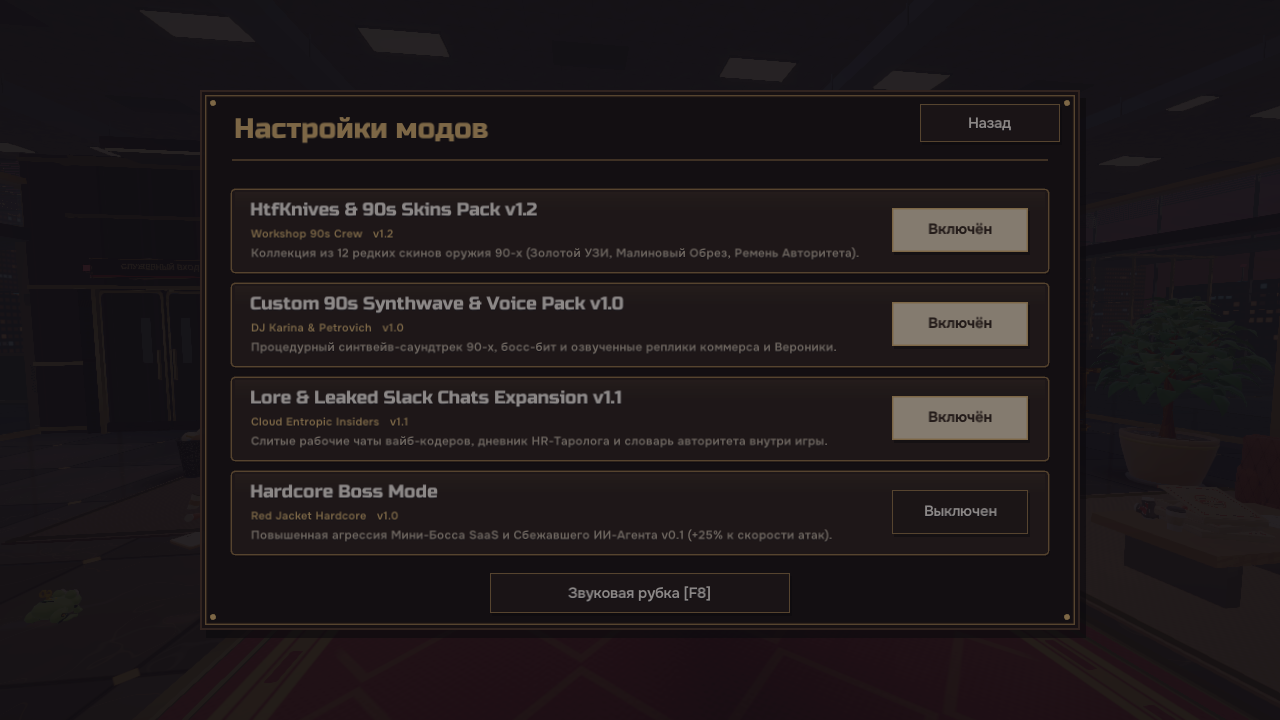 Настройки модов
Назад
HtfKnives & 90s Skins Pack v1.2
Workshop 90s Crew v1.2
Коллекция из 12 редких скинов оружия 90-х (Золотой УЗИ, Малиновый Обрез, Ремень Авторитета).
Включён
Custom 90s Synthwave & Voice Pack v1.0
DJ Karina & Petrovich v1.0
Процедурный синтвейв-саундтрек 90-х, босс-бит и озвученные реплики коммерса и Вероники.
Включён
Lore & Leaked Slack Chats Expansion v1.1
Cloud Entropic Insiders v1.1
Слитые рабочие чаты вайб-кодеров, дневник HR-Таролога и словарь авторитета внутри игры.
Включён
Hardcore Boss Mode
Red Jacket Hardcore v1.0
Повышенная агрессия Мини-Босса SaaS и Сбежавшего ИИ-Агента v0.1 (+25% к скорости атак).
Выключен
Звуковая рубка [F8]
СЛУЖЕБНЫЙ ВХОД